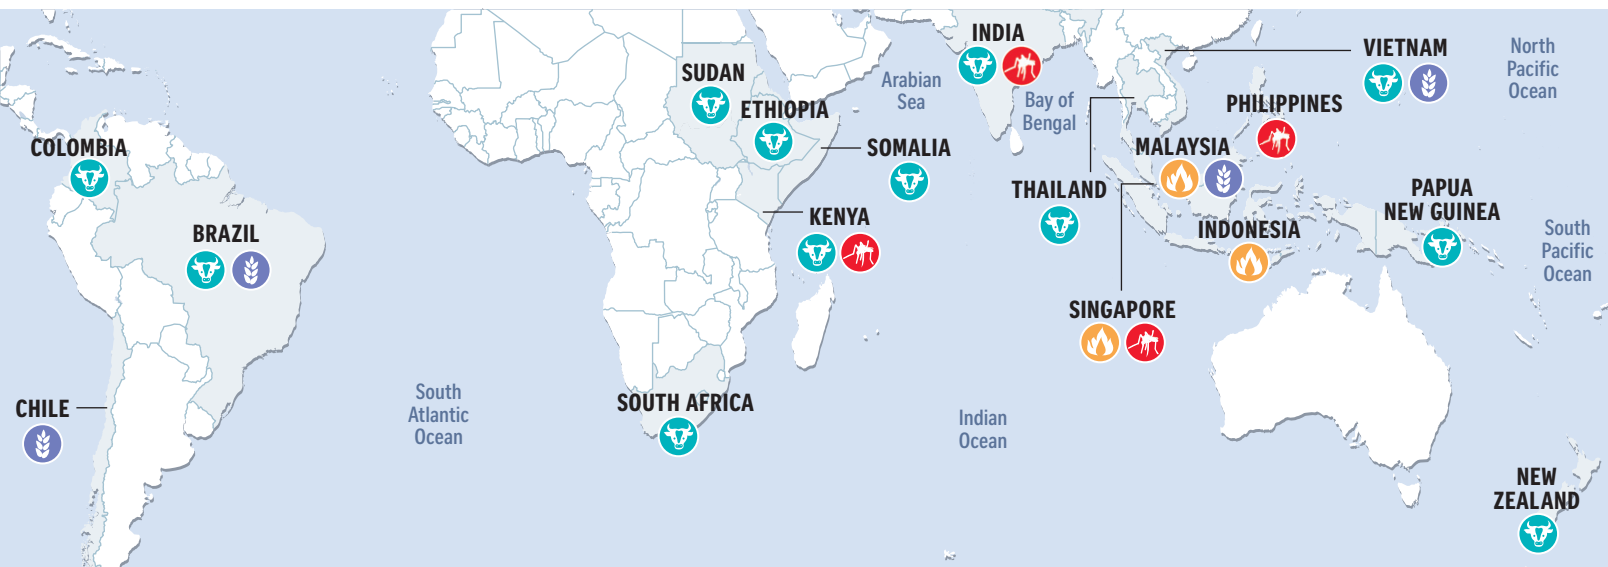 INDIA
VIETNAM
North
Pacific
Ocean
SUDAN
Arabian
Sea
ETHIOPIA
Bay of
Bengal
PHILIPPINES
COLOMBIA
SOMALIA
MALAYSIA
THAILAND
PAPUA
NEW GUINEA
KENYA
BRAZIL
INDONESIA
South
Pacific
Ocean
SINGAPORE
CHILE
South
Atlantic
Ocean
SOUTH AFRICA
Indian
Ocean
NEW
ZEALAND